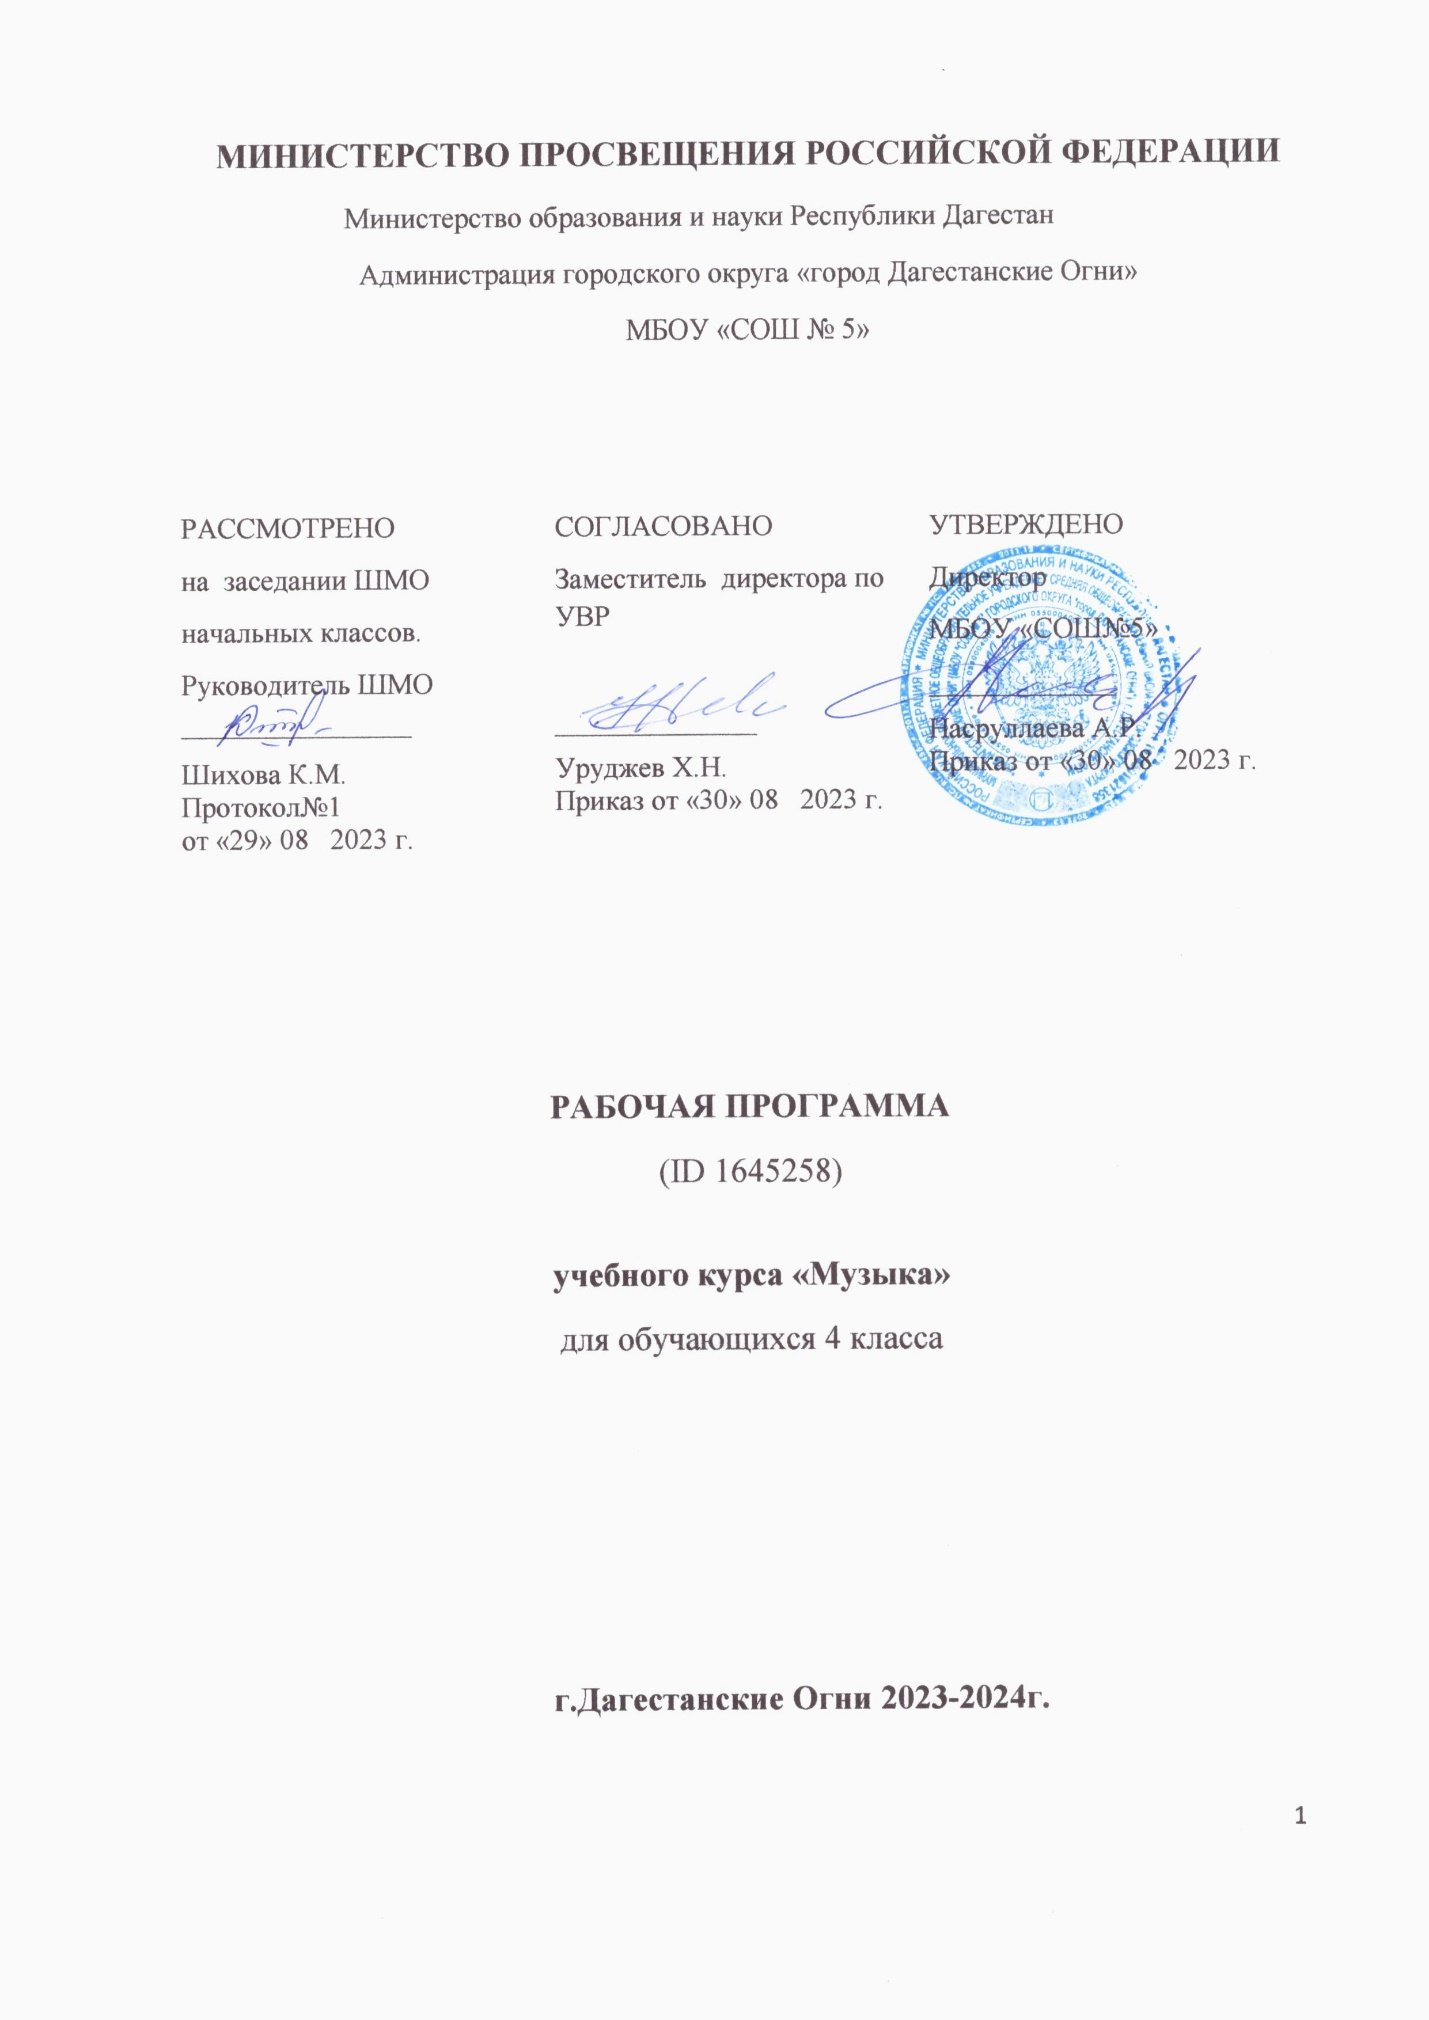 МИНИСТЕРСТВО ПРОСВЕЩЕНИЯ РОССИЙСКОЙ ФЕДЕРАЦИИ
Министерство образования и науки Республики Дагестан
Администрация городского округа «город Дагестанские Огни»
МБОУ «СОШ № 5»
РАССМОТРЕНО
на заседании ШМО
начальных классов.
Руководитель ШМО
Шихова К.М.
Протокол№1
от «29» 08 2023 г.
СОГЛАСОВАНО
Заместитель директора по
УВР
Уруджев Х.Н.
Приказ от «30» 08 2023 г.
УТВЕРЖДЕНО
Директор
МБОУ «СОШ№5»
Насруллаева А.Р.
Приказ от «30» 08 2023 г.
РАБОЧАЯ ПРОГРАММА
(ID 1645258)
учебного курса «Музыка»
для обучающихся 4 класса
г.Дагестанские Огни 2023-2024г.
1